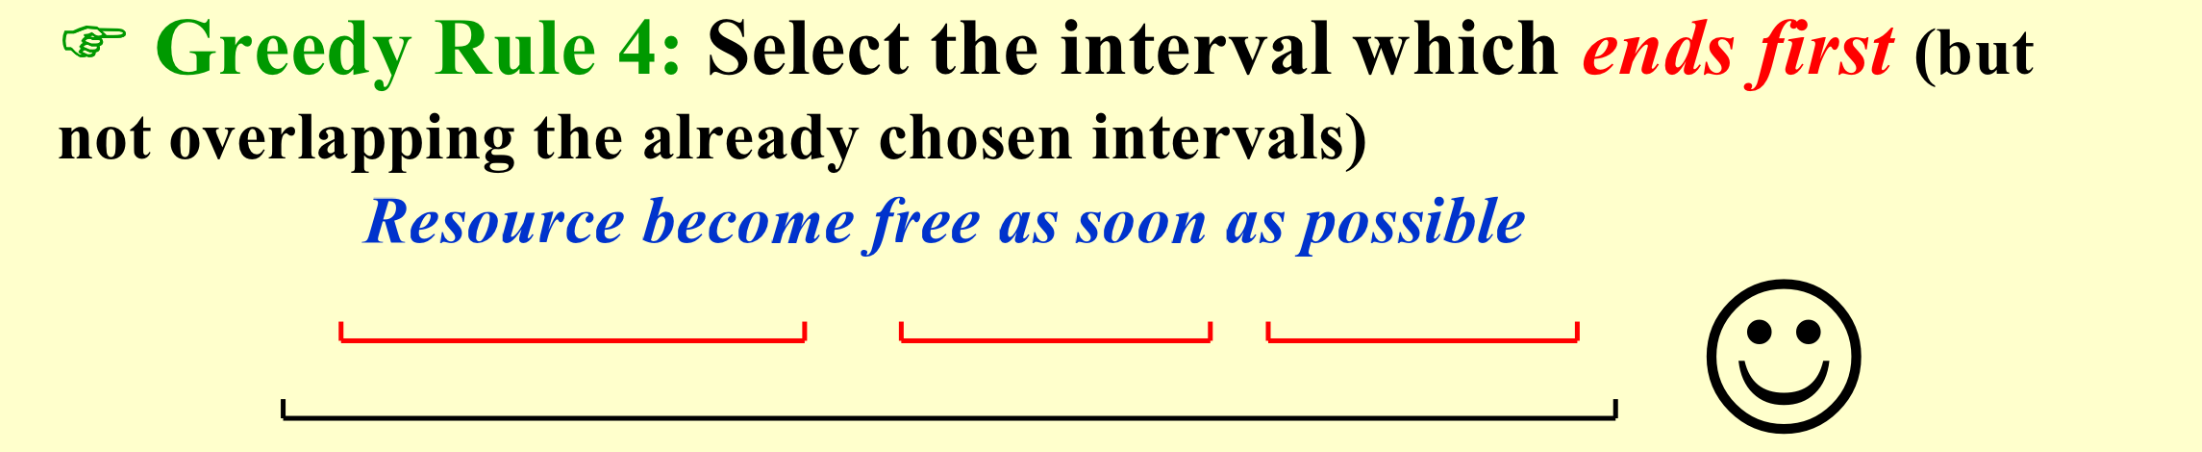 ☞ Greedy Rule 4: Select the interval which ends first (but
not overlapping the already chosen intervals)
Resource become free as soon as possible